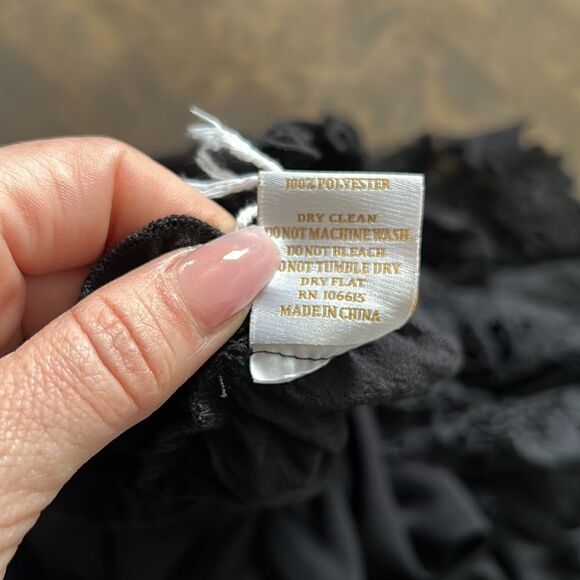 100% POLYESTER
DRY CLEAN
DO NOT MACHINE WASH
DO NOT BLEACH
DO NOT TUMBLE DRY
DRY FLAT
RN 106615
MADE IN CHINA